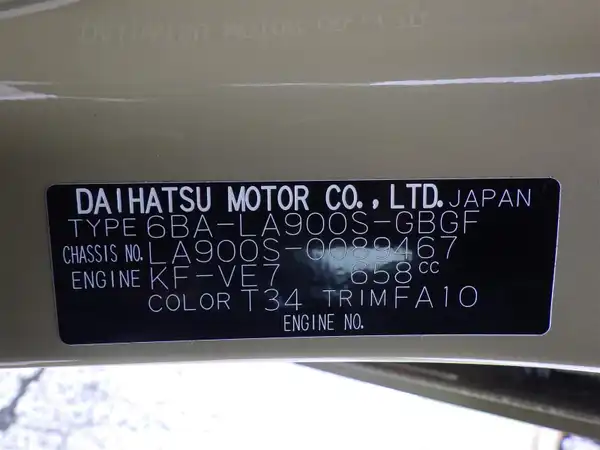 DAIHATSU MOTOR CO., LTD. JAPAN
TYPE 6BA-LA900S-GBGF
CHASSIS NO. LA900S-0089467
ENGINE KF-VE7 658cc
COLOR T34 TRIM FA10
ENGINE NO.